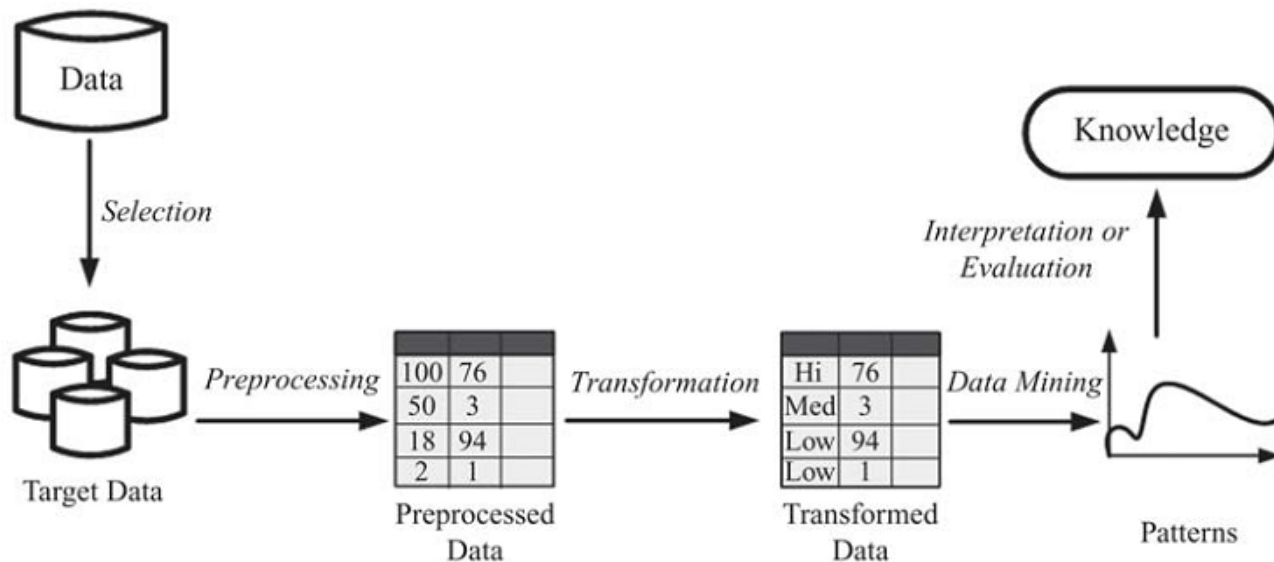 Data
Selection
Target Data
Preprocessing
100 76
50 3
18 94
2 1
Preprocessed
Data
Transformation
Hi 76
Med 3
Low 94
Low 1
Transformed
Data
Data Mining
Patterns
Interpretation or
Evaluation
Knowledge